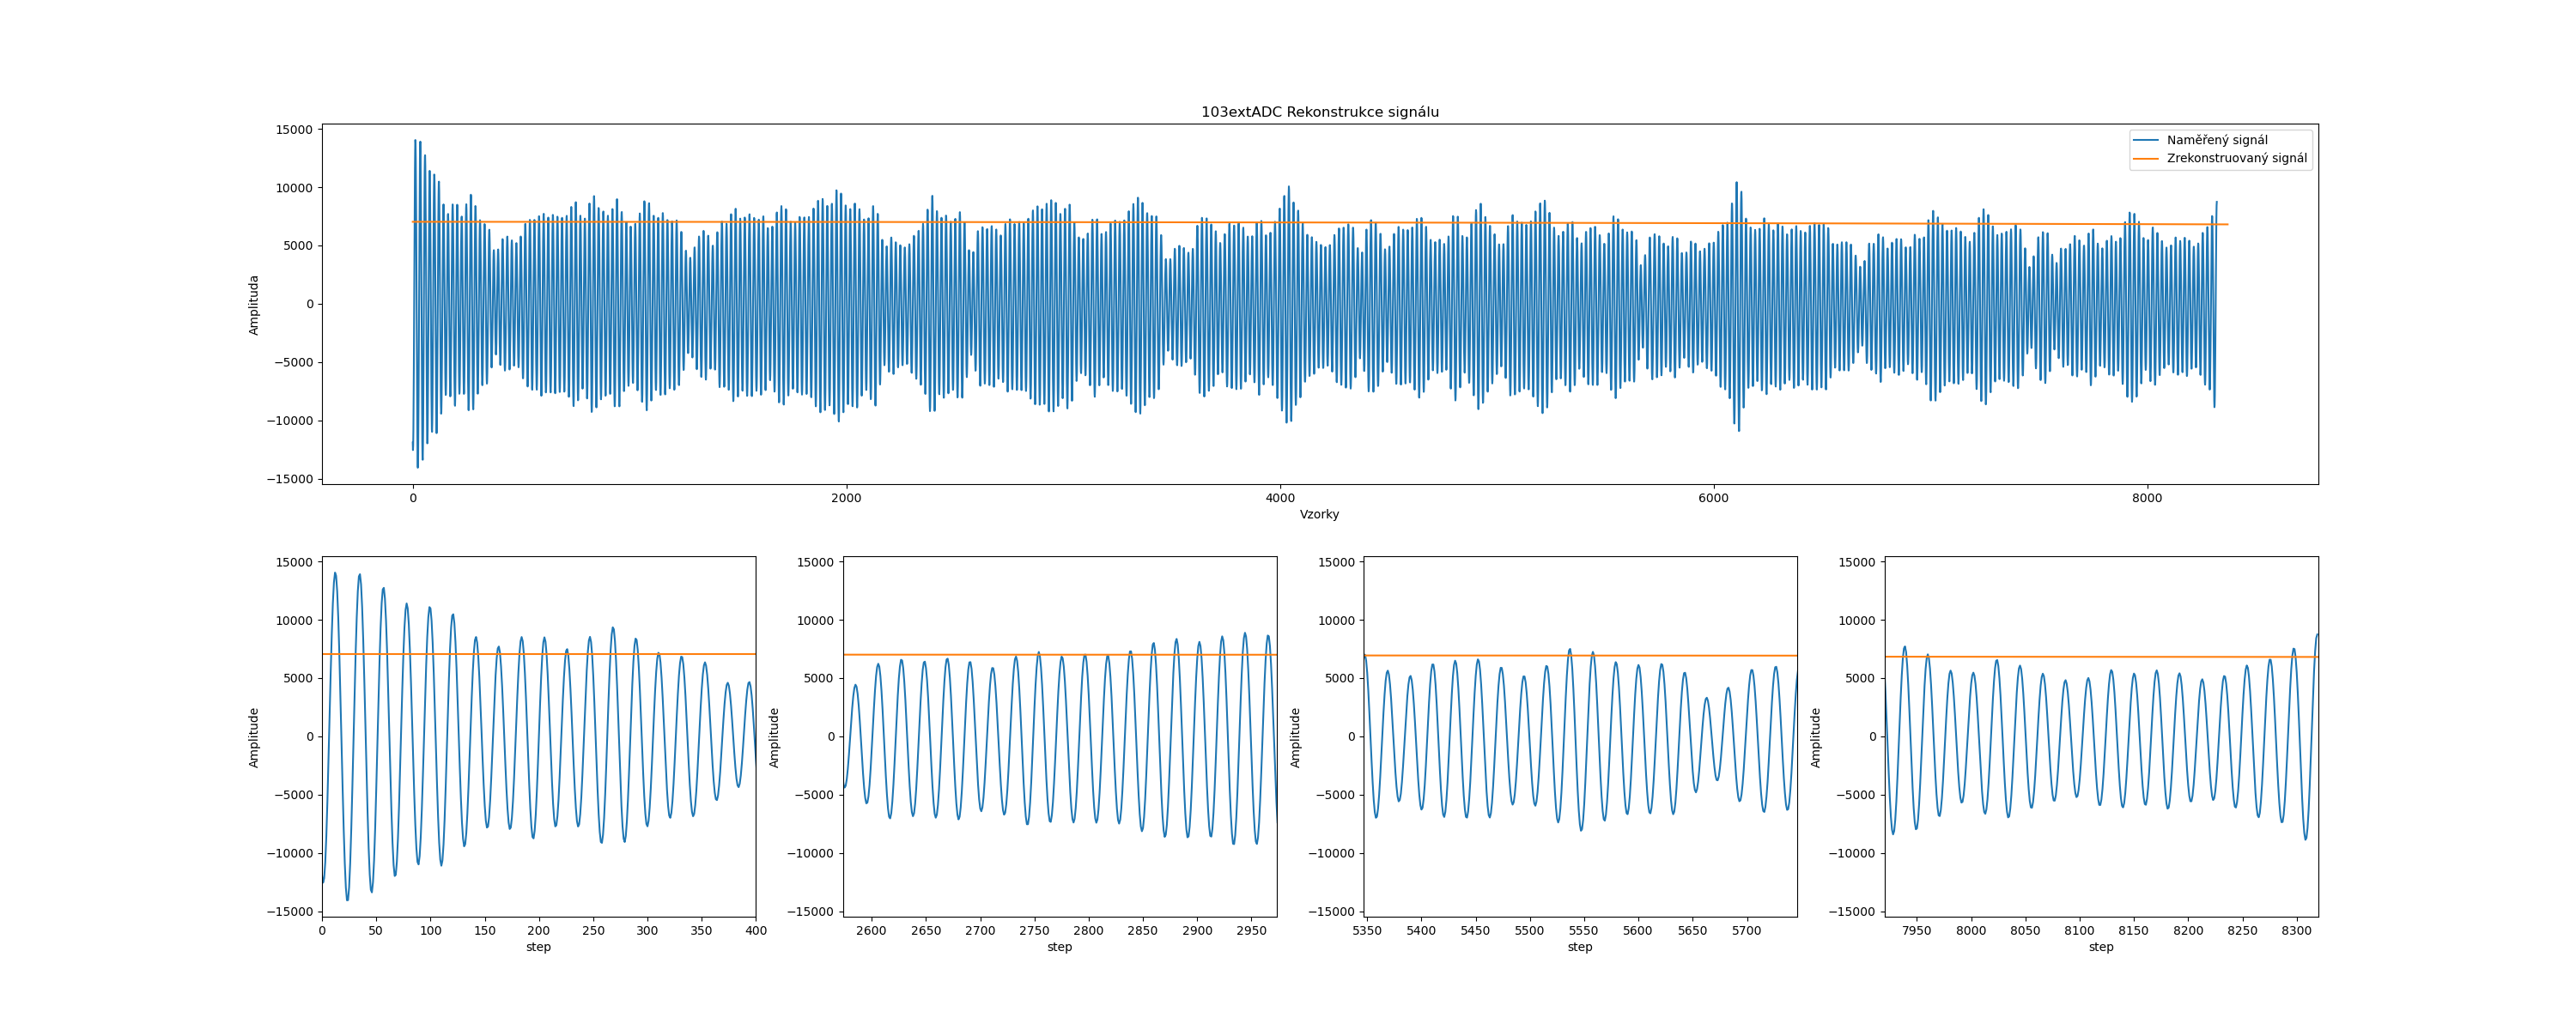 103extADC Rekonstrukce signálu
15000
10000
5000
0
−5000
−10000
−15000
Amplituda
Naměřený signál
Zrekonstruovaný signál
0 2000 4000 6000 8000
Vzorky
15000
10000
5000
0
−5000
−10000
−15000
Amplitude
0 50 100 150 200 250 300 350 400
step
15000
10000
5000
0
−5000
−10000
−15000
Amplitude
2600 2650 2700 2750 2800 2850 2900 2950
step
15000
10000
5000
0
−5000
−10000
−15000
Amplitude
5350 5400 5450 5500 5550 5600 5650 5700
step
15000
10000
5000
0
−5000
−10000
−15000
Amplitude
7950 8000 8050 8100 8150 8200 8250 8300
step